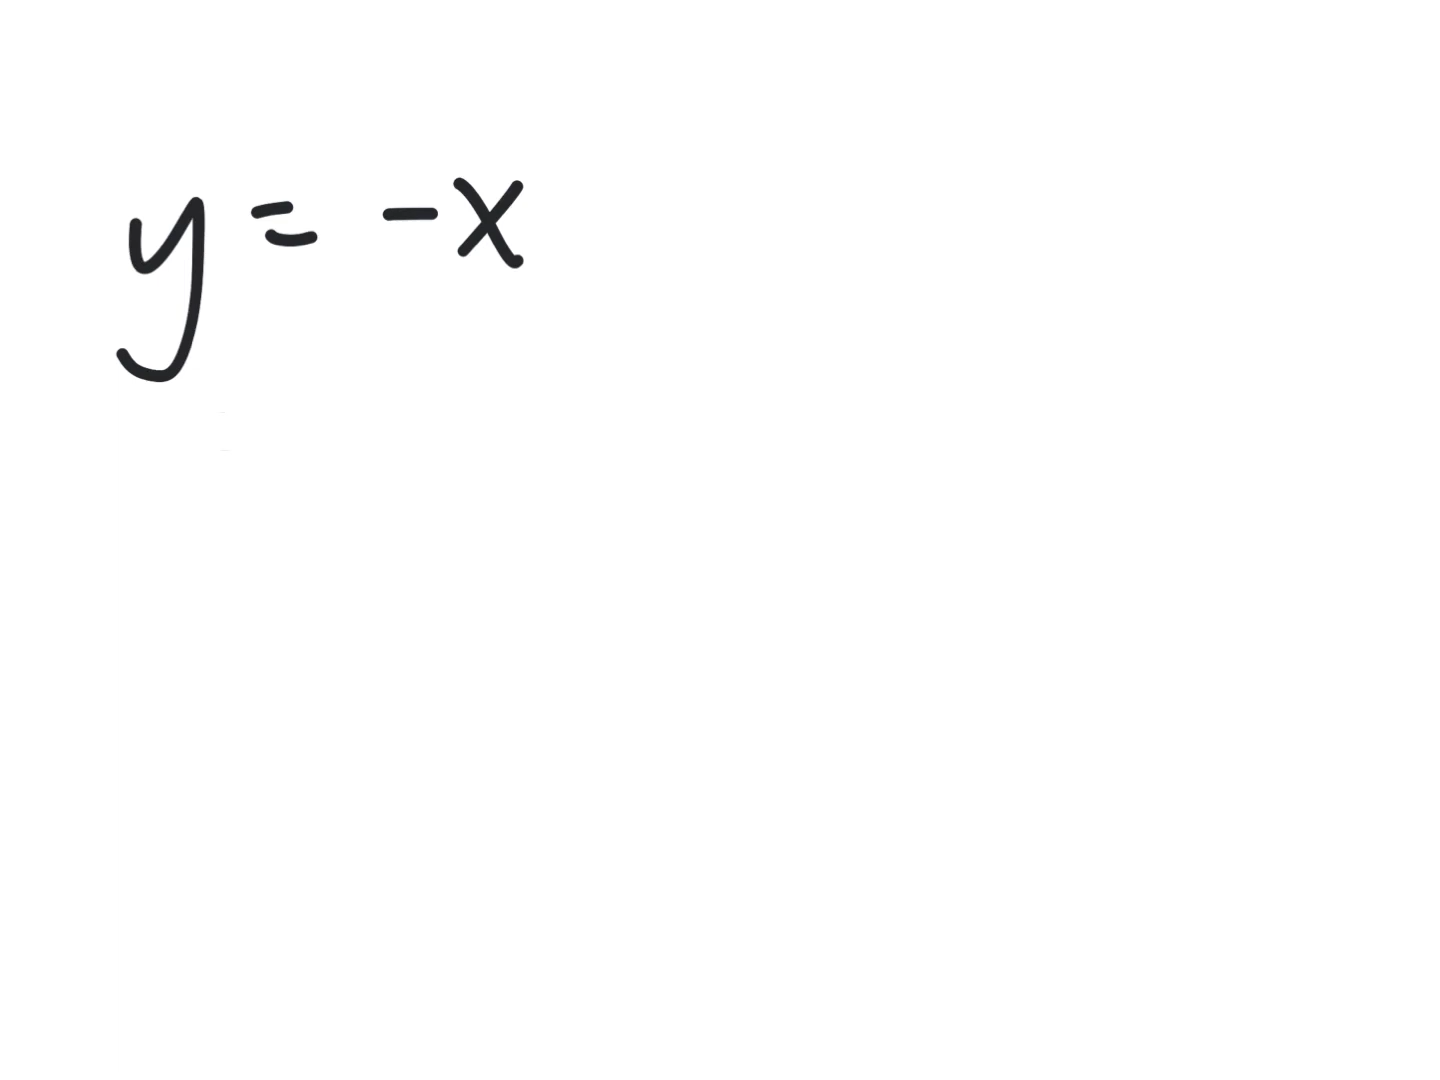 y = -x